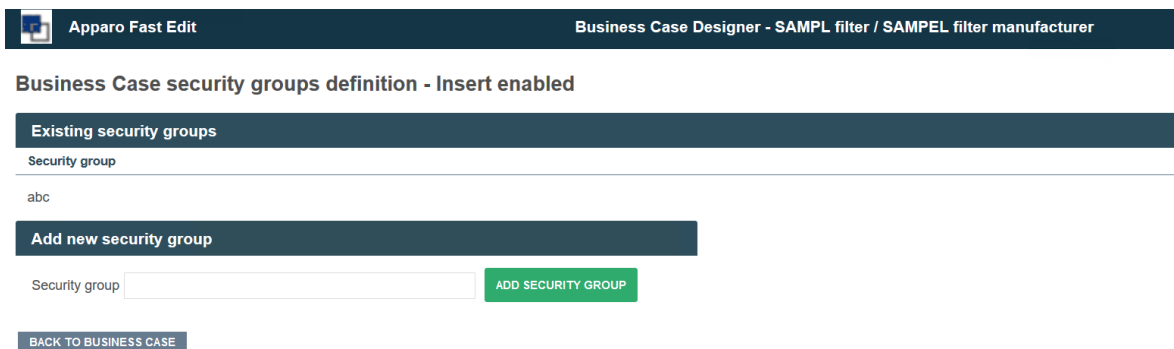 Apparo Fast Edit
Business Case Designer - SAMPL filter / SAMPEL filter manufacturer
Business Case security groups definition - Insert enabled
Existing security groups
Security group
abc
Add new security group
Security group
ADD SECURITY GROUP
BACK TO BUSINESS CASE